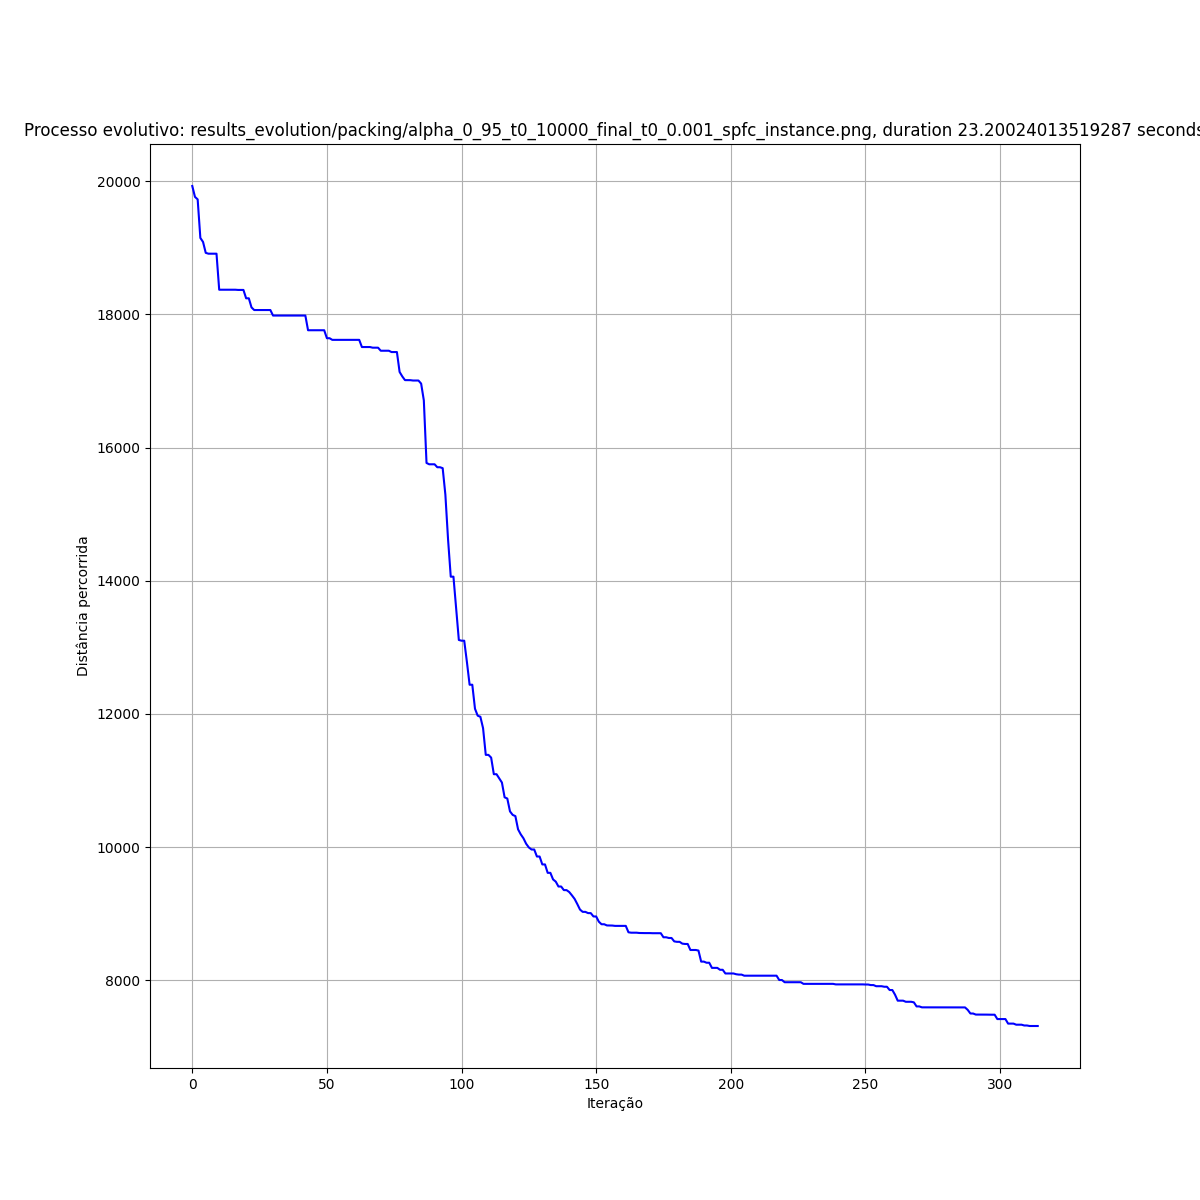 Processo evolutivo: results_evolution/packing/alpha_0_95_t0_10000_final_t0_0.001_spfc_instance.png, duration 23.20024013519287 seconds
20000
18000
16000
14000
12000
10000
8000
Distância percorrida
0 50 100 150 200 250 300
Iteração